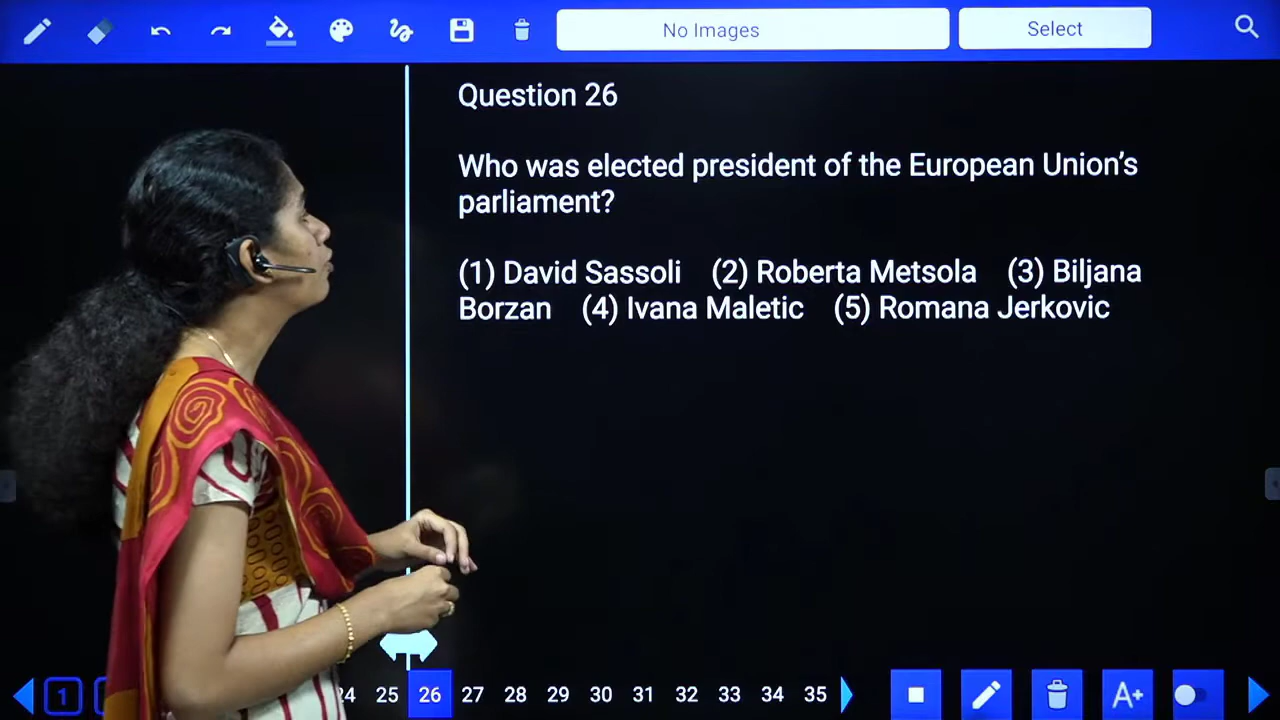 No Images
Select
Question 26
Who was elected president of the European Union’s
parliament?
(1) David Sassoli (2) Roberta Metsola (3) Biljana
Borzan (4) Ivana Maletic (5) Romana Jerkovic
1 24 25 26 27 28 29 30 31 32 33 34 35 A+